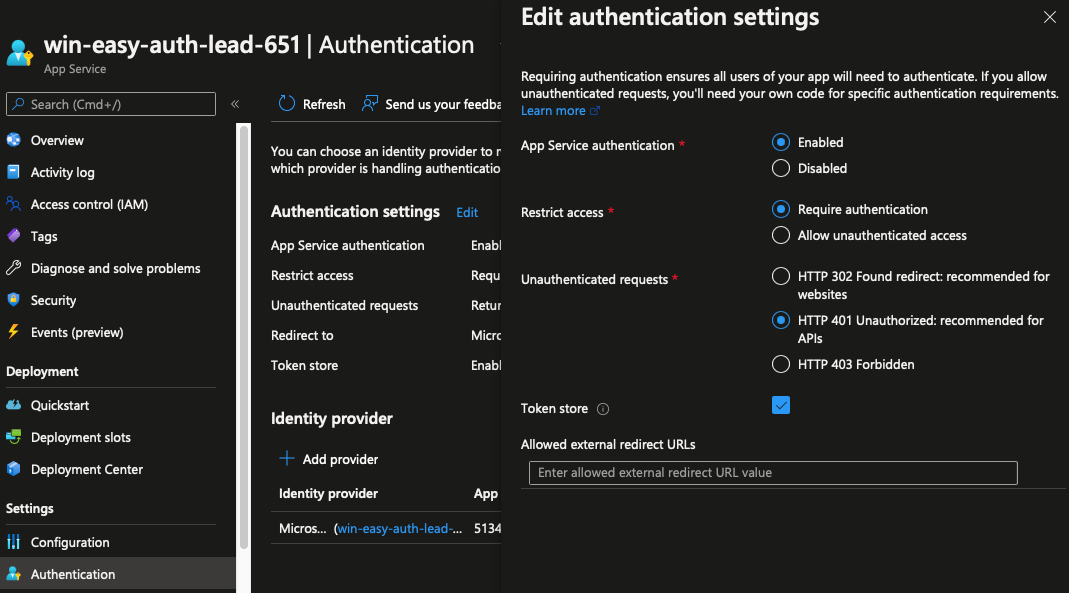 win-easy-auth-lead-651 | Authentication
App Service
Search (Cmd+/)
Overview
Activity log
Access control (IAM)
Tags
Diagnose and solve problems
Security
Events (preview)
Deployment
Quickstart
Deployment slots
Deployment Center
Settings
Configuration
Authentication
Refresh
Send us your feedba
You can choose an identity provider to
which provider is handling authenticatio
Authentication settings Edit
App Service authentication Enabl
Restrict access Requ
Unauthenticated requests Retur
Redirect to Micro
Token store Enabl
Identity provider
Add provider
Identity provider App
Micros... (win-easy-auth-lead-... 5134
Edit authentication settings
Requiring authentication ensures all users of your app will need to authenticate. If you allow
unauthenticated requests, you'll need your own code for specific authentication requirements.
Learn more
App Service authentication *
Enabled
Disabled
Restrict access *
Require authentication
Allow unauthenticated access
Unauthenticated requests *
HTTP 302 Found redirect: recommended for
websites
HTTP 401 Unauthorized: recommended for
APIs
HTTP 403 Forbidden
Token store
Allowed external redirect URLs
Enter allowed external redirect URL value